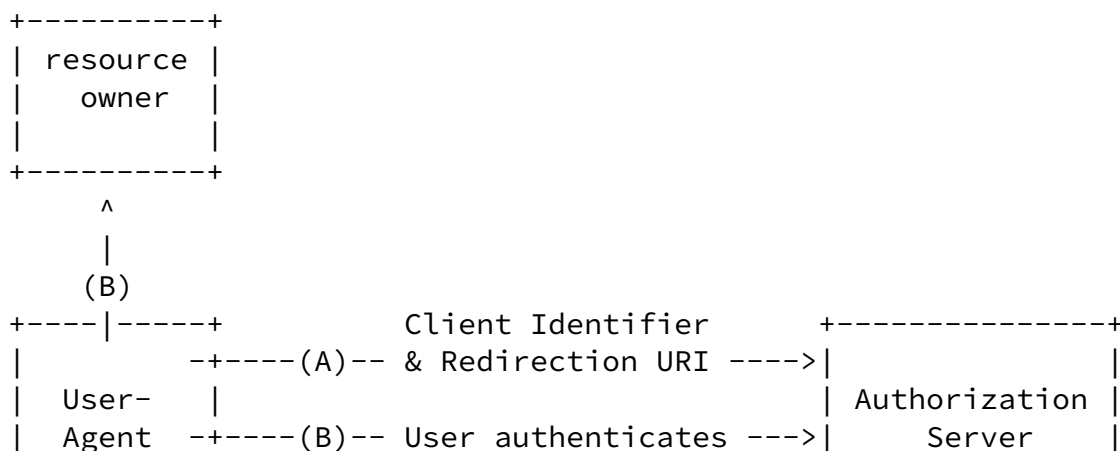 +----------+
| resource |
|   owner  |
|          |
+----------+
     ^
     |
    (B)
+----|-----+          Client Identifier      +---------------+
|         -+----(A)-- & Redirection URI ---->|               |
|  User-   |                                 | Authorization |
|  Agent  -+----(B)-- User authenticates --->|     Server    |